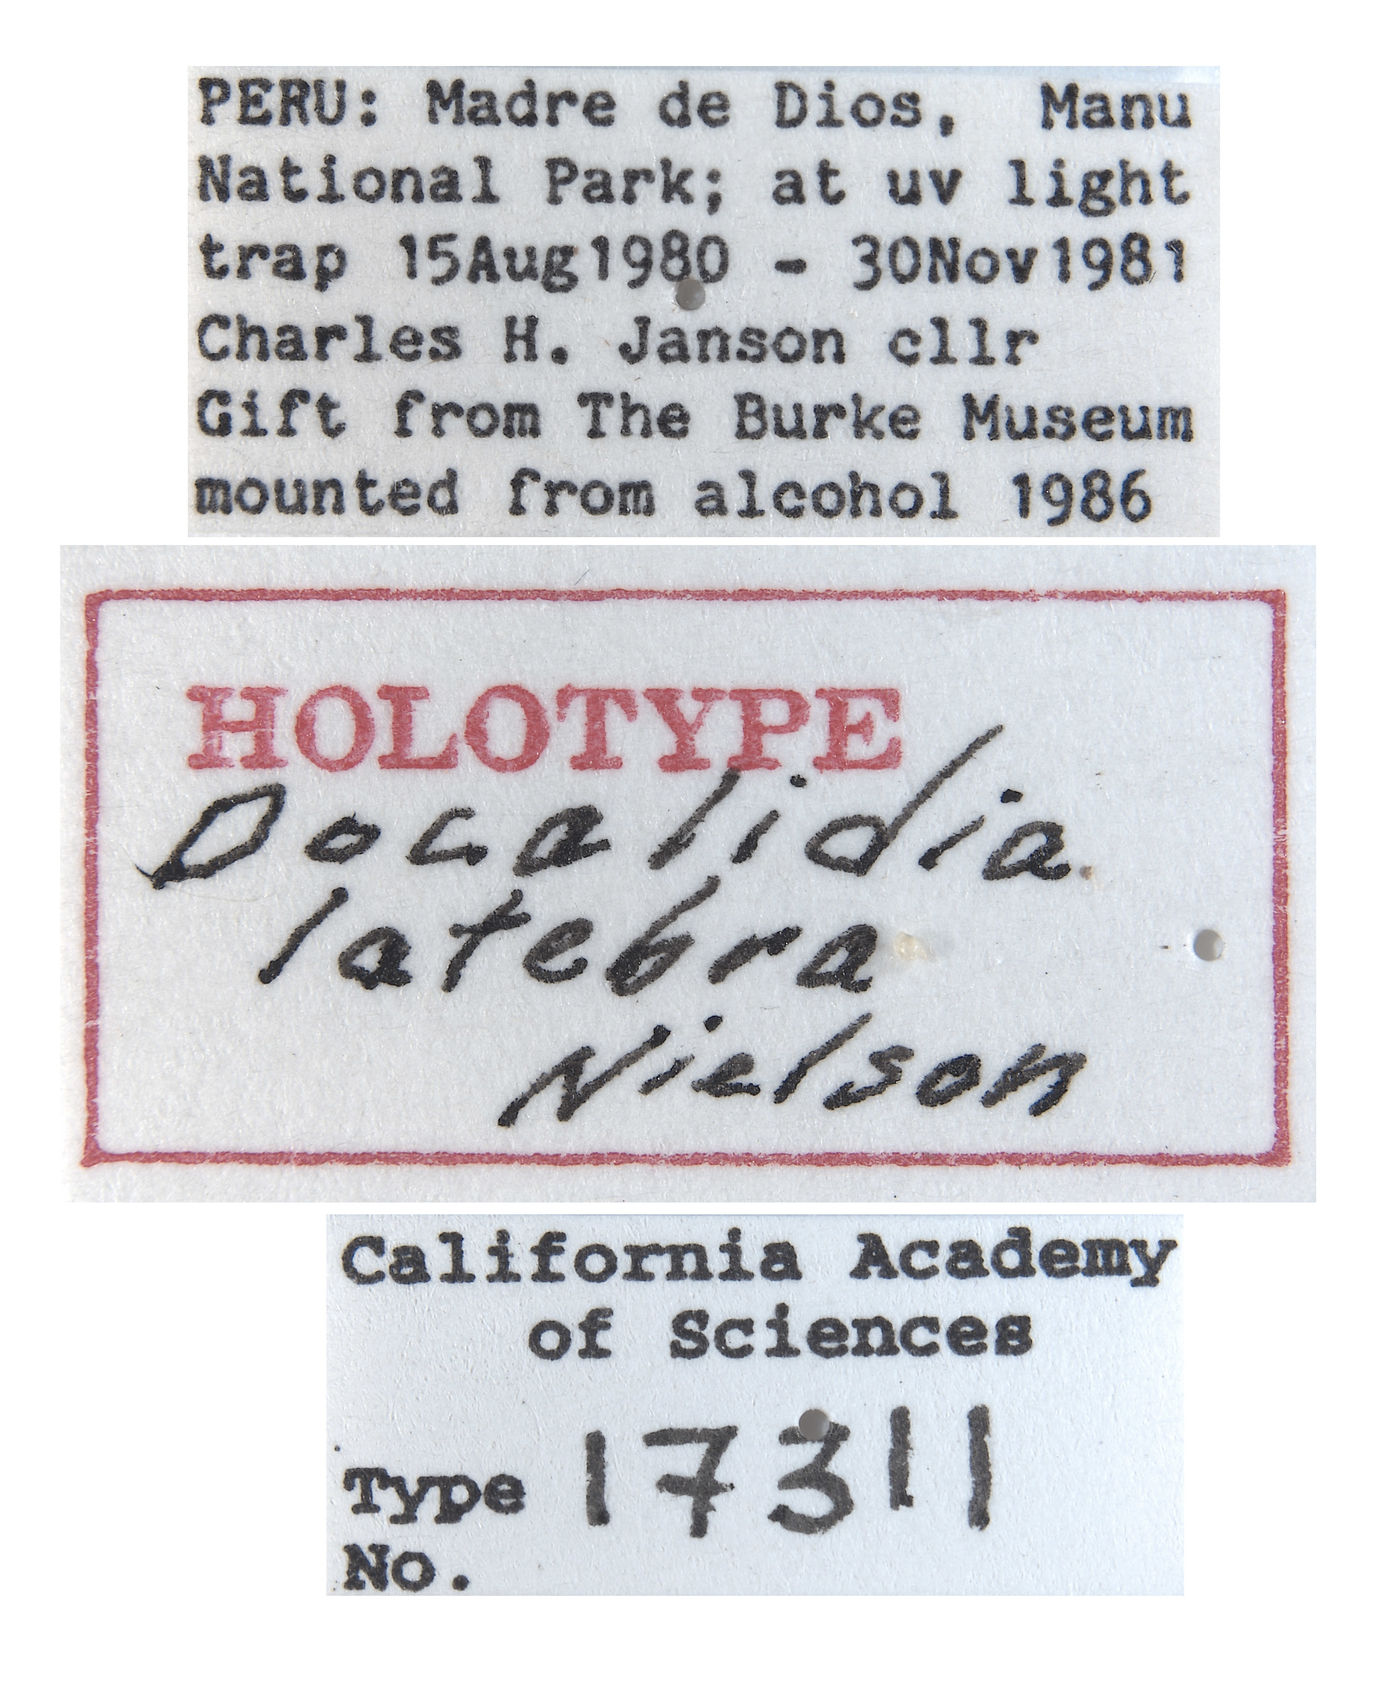 PERU: Madre de Dios, Manu
National Park; at uv light
trap 15Aug1980 - 30Nov1981
Charles H. Janson cllr
Gift from The Burke Museum
mounted from alcohol 1986
HOLOTYPE
Docalidia
latebra
Nielson
California Academy
of Sciences
Type 17311
No.